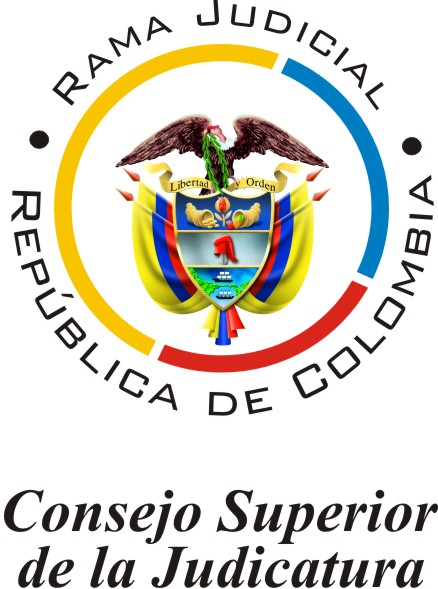 RAMA JUDICIAL
REPÚBLICA DE COLOMBIA
Libertad y Orden
Consejo Superior
de la Judicatura